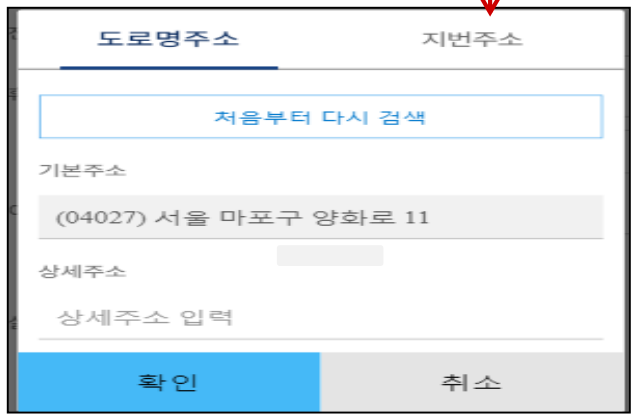 도로명주소 지번주소
처음부터 다시 검색
기본주소
(04027) 서울 마포구 양화로 11
상세주소
상세주소 입력
확인 취소